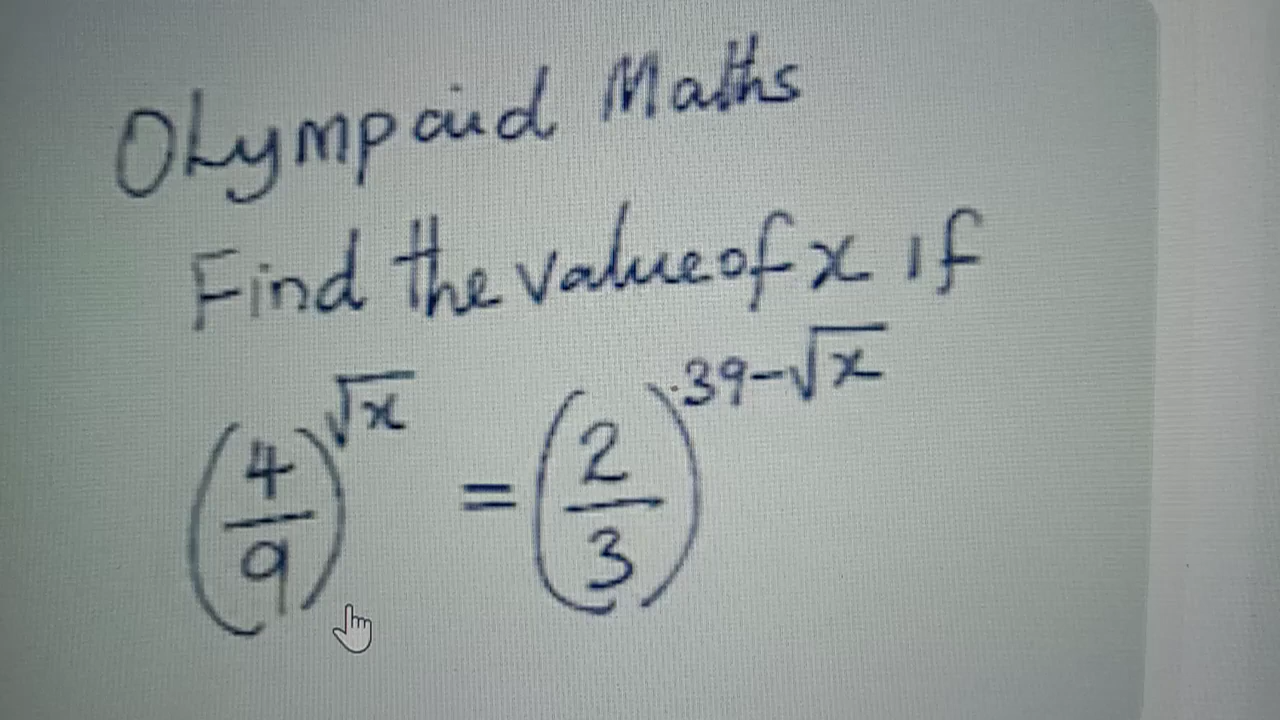 OLympaid Maths
Find the value of x if
(4/9)^√x = (2/3)^39-√x